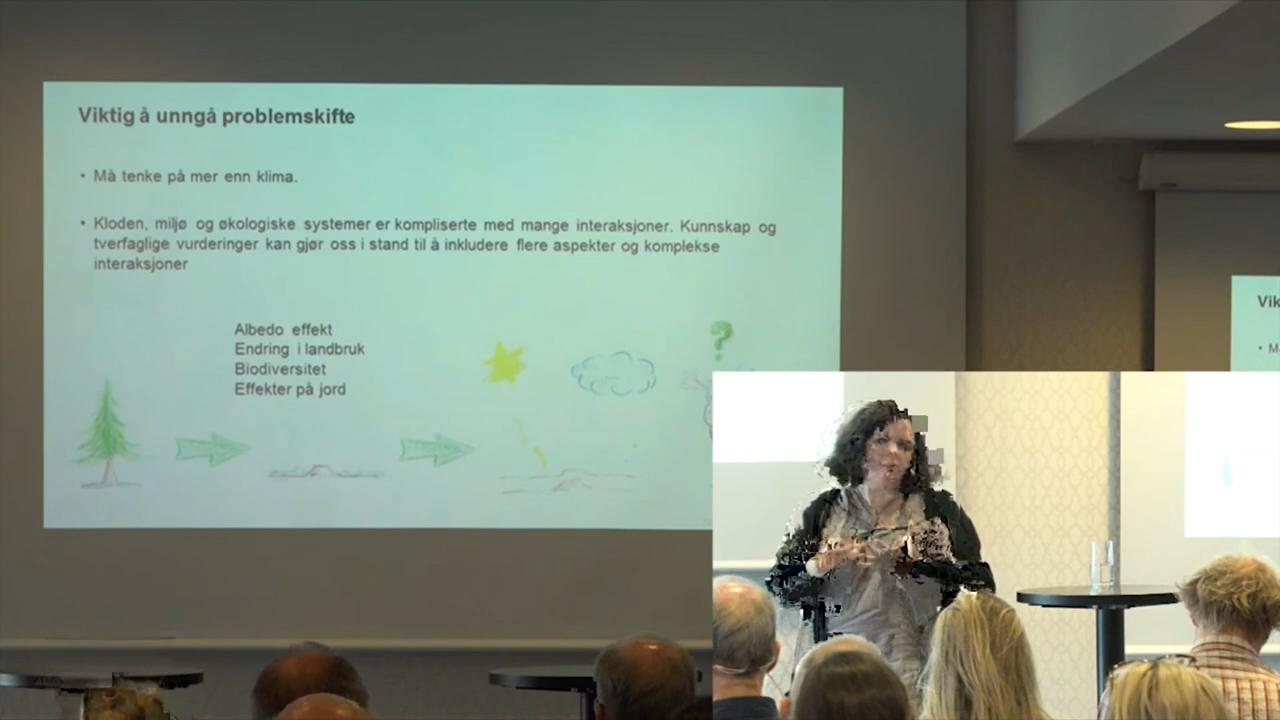 Viktig å unngå problemskifte
• Må tenke på mer enn klima.
• Kloden, miljø og økologiske systemer er kompliserte med mange interaksjoner. Kunnskap og
tverfaglige vurderinger kan gjør oss i stand til å inkludere flere aspekter og komplekse
interaksjoner
Albedo effekt
Endring i landbruk
Biodiversitet
Effekter på jord
?
Vik
• M